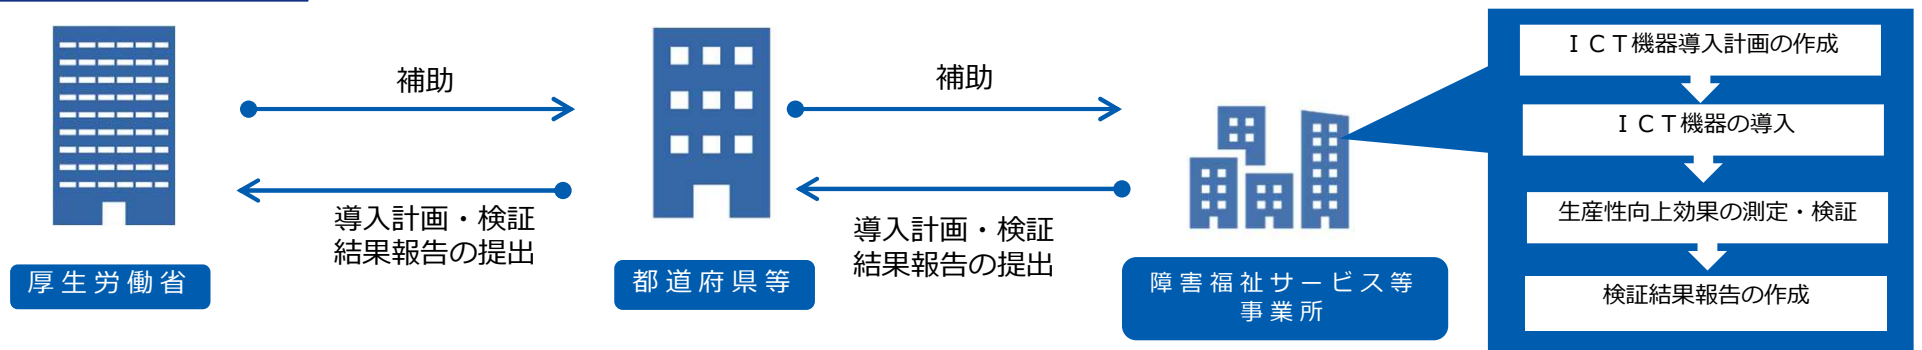 補助
導入計画・検証
結果報告の提出
厚生労働省
補助
導入計画・検証
結果報告の提出
都道府県等
障害福祉サービス等
事業所
ＩＣＴ機器導入計画の作成
ＩＣＴ機器の導入
生産性向上効果の測定・検証
検証結果報告の作成